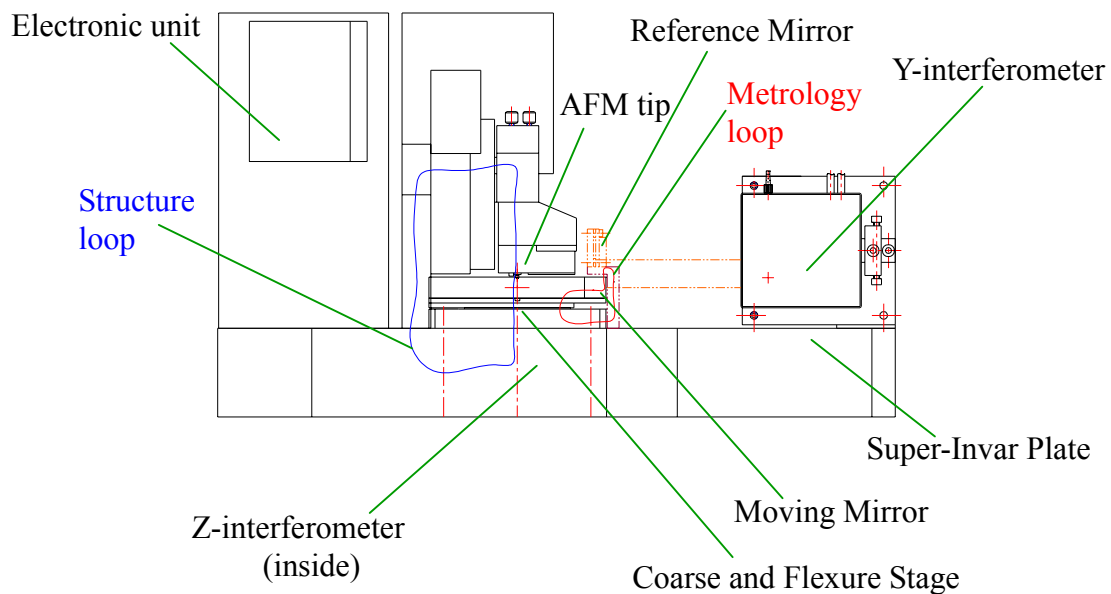 Electronic unit
Reference Mirror
Y-interferometer
AFM tip
Metrology
loop
Structure
loop
Super-Invar Plate
Moving Mirror
Z-interferometer
(inside)
Coarse and Flexure Stage